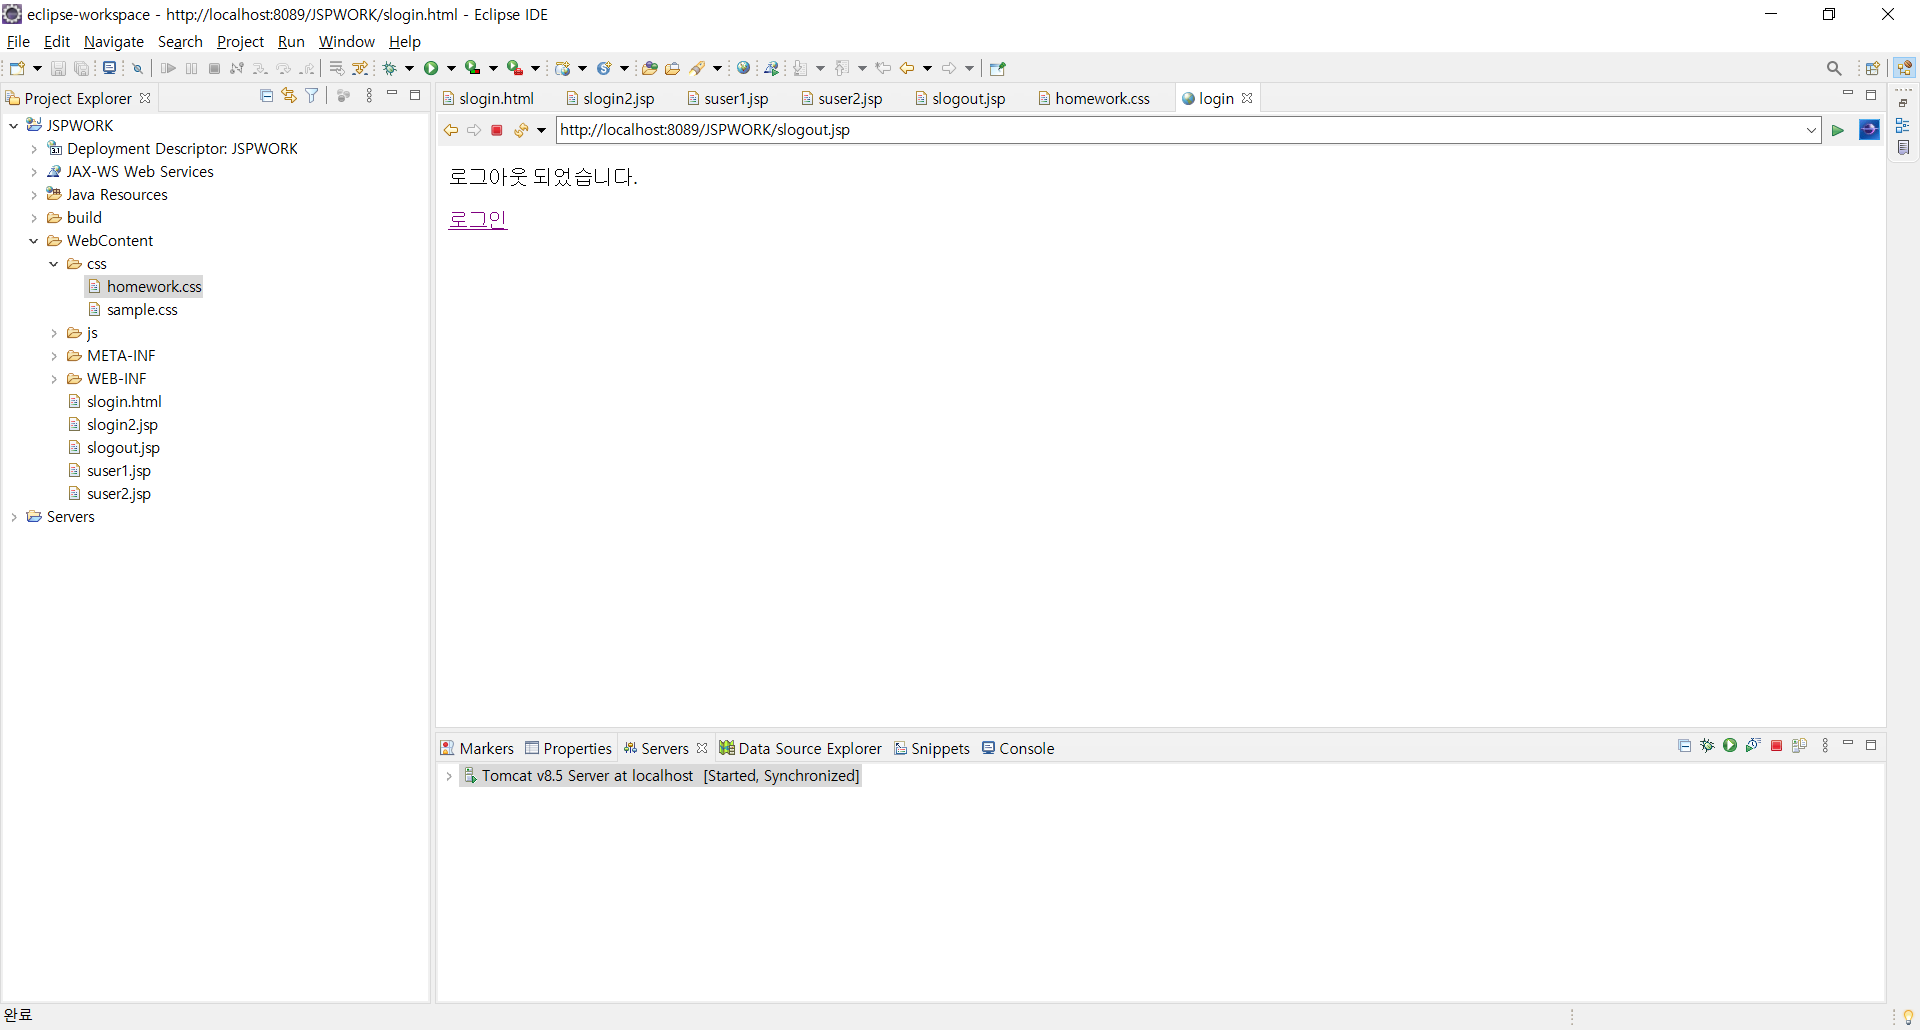 eclipse-workspace - http://localhost:8089/JSPWORK/slogin.html - Eclipse IDE
File Edit Navigate Search Project Run Window Help
Project Explorer
JSPWORK
Deployment Descriptor: JSPWORK
JAX-WS Web Services
Java Resources
build
WebContent
css
homework.css
sample.css
js
META-INF
WEB-INF
slogin.html
slogin2.jsp
slogout.jsp
suser1.jsp
suser2.jsp
Servers
slogin.html slogin2.jsp suser1.jsp suser2.jsp slogout.jsp homework.css login
http://localhost:8089/JSPWORK/slogout.jsp
로그아웃 되었습니다.
로그인
Markers Properties Servers Data Source Explorer Snippets Console
Tomcat v8.5 Server at localhost [Started, Synchronized]
완료